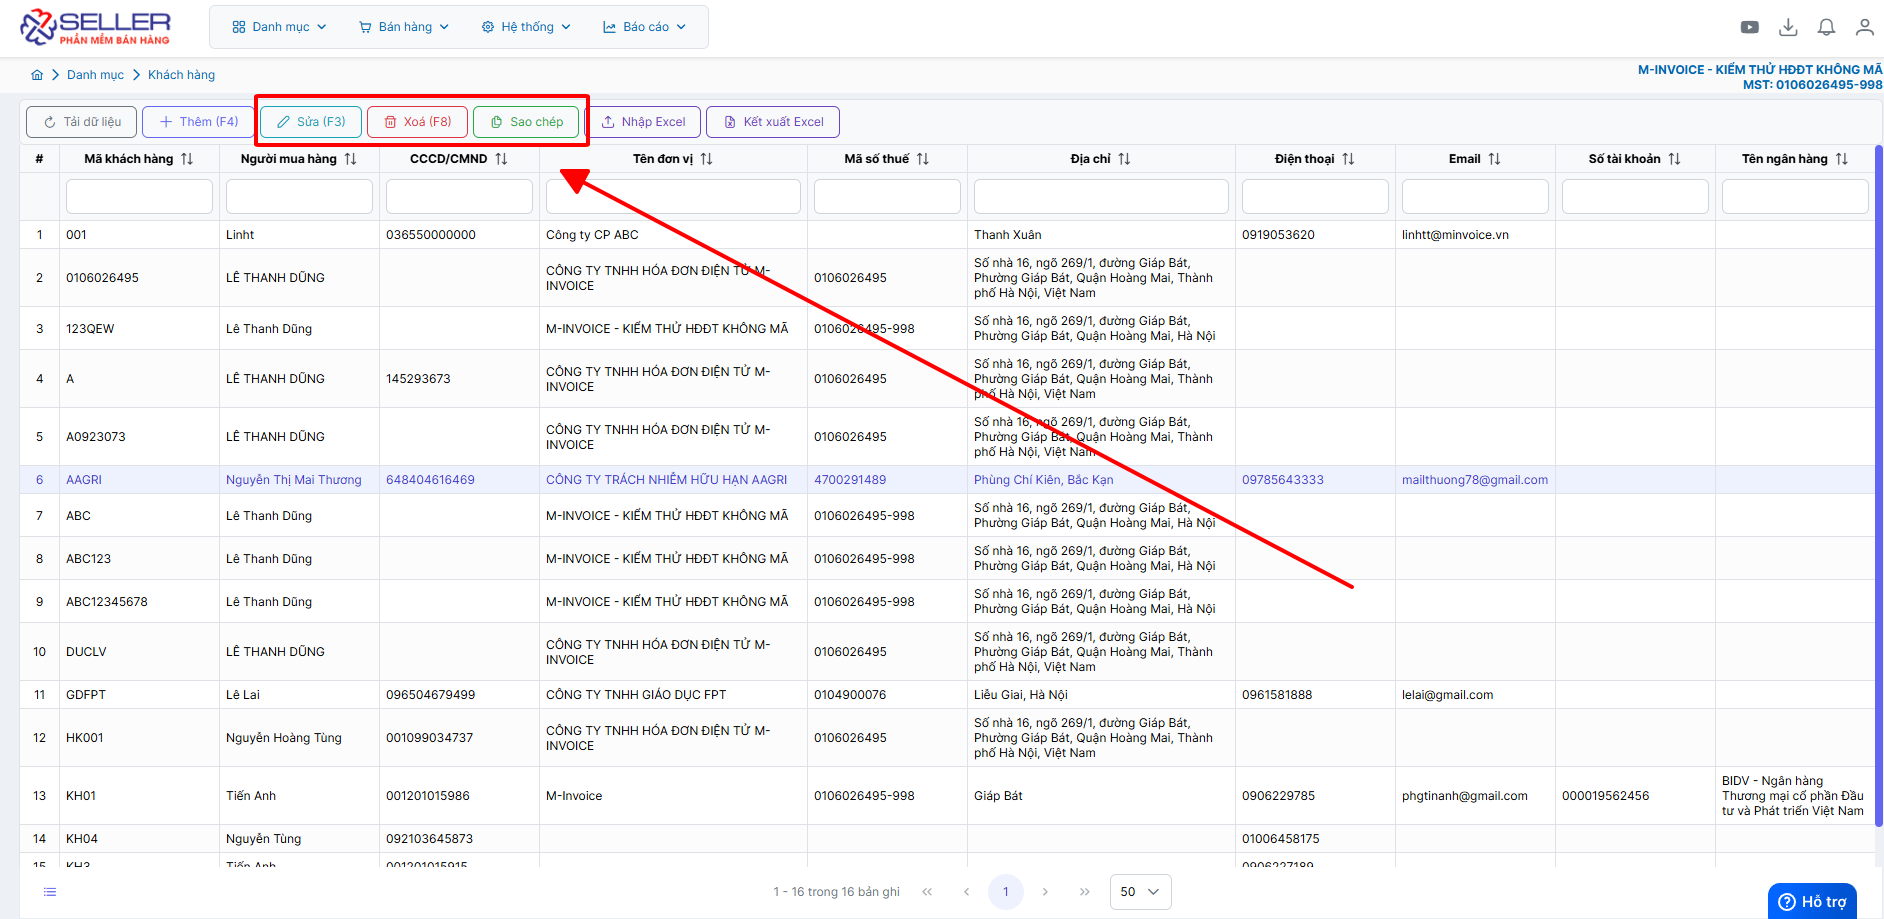 SELLER
PHẦN MỀM BÁN HÀNG
Danh mục
Bán hàng
Hệ thống
Báo cáo
Danh mục
Khách hàng
M-INVOICE - KIỂM THỬ HĐĐT KHÔNG MÃ
MST: 0106026495-998
Tải dữ liệu
Thêm (F4)
Sửa (F3)
Xoá (F8)
Sao chép
Nhập Excel
Kết xuất Excel
# Mã khách hàng Người mua hàng CCCD/CMND Tên đơn vị Mã số thuế Địa chỉ Điện thoại Email Số tài khoản Tên ngân hàng
1 001 Linht 036550000000 Công ty CP ABC Thanh Xuân 0919053620 linhtt@minvoice.vn
2 0106026495 LÊ THANH DŨNG CÔNG TY TNHH HÓA ĐƠN ĐIỆN TỬ M-
INVOICE
0106026495
Số nhà 16, ngõ 269/1, đường Giáp Bát,
Phường Giáp Bát, Quận Hoàng Mai, Thành
phố Hà Nội, Việt Nam
3 123QEW Lê Thanh Dũng M-INVOICE - KIỂM THỬ HĐĐT KHÔNG MÃ 0106026495-998
Số nhà 16, ngõ 269/1, đường Giáp Bát,
Phường Giáp Bát, Quận Hoàng Mai, Hà Nội
4 A LÊ THANH DŨNG 145293673 CÔNG TY TNHH HÓA ĐƠN ĐIỆN TỬ M-
INVOICE
0106026495
Số nhà 16, ngõ 269/1, đường Giáp Bát,
Phường Giáp Bát, Quận Hoàng Mai, Thành
phố Hà Nội, Việt Nam
5 A0923073 LÊ THANH DŨNG CÔNG TY TNHH HÓA ĐƠN ĐIỆN TỬ M-
INVOICE
0106026495
Số nhà 16, ngõ 269/1, đường Giáp Bát,
Phường Giáp Bát, Quận Hoàng Mai, Thành
phố Hà Nội, Việt Nam
6 AAGRI Nguyễn Thị Mai Thương 648404616469 CÔNG TY TRÁCH NHIỄM HỮU HẠN AAGRI 4700291489 Phùng Chí Kiên, Bắc Kạn 09785643333 mailthuong78@gmail.com
7 ABC Lê Thanh Dũng M-INVOICE - KIỂM THỬ HĐĐT KHÔNG MÃ 0106026495-998
Số nhà 16, ngõ 269/1, đường Giáp Bát,
Phường Giáp Bát, Quận Hoàng Mai, Hà Nội
8 ABC123 Lê Thanh Dũng M-INVOICE - KIỂM THỬ HĐĐT KHÔNG MÃ 0106026495-998
Số nhà 16, ngõ 269/1, đường Giáp Bát,
Phường Giáp Bát, Quận Hoàng Mai, Hà Nội
9 ABC12345678 Lê Thanh Dũng M-INVOICE - KIỂM THỬ HĐĐT KHÔNG MÃ 0106026495-998
Số nhà 16, ngõ 269/1, đường Giáp Bát,
Phường Giáp Bát, Quận Hoàng Mai, Hà Nội
10 DUCLV LÊ THANH DŨNG CÔNG TY TNHH HÓA ĐƠN ĐIỆN TỬ M-
INVOICE
0106026495
Số nhà 16, ngõ 269/1, đường Giáp Bát,
Phường Giáp Bát, Quận Hoàng Mai, Thành
phố Hà Nội, Việt Nam
11 GDFPT Lê Lai 096504679499 CÔNG TY TNHH GIÁO DỤC FPT 0104900076 Liễu Giai, Hà Nội 0961581888 lelai@gmail.com
12 HK001 Nguyễn Hoàng Tùng 001099034737 CÔNG TY TNHH HÓA ĐƠN ĐIỆN TỬ M-
INVOICE
0106026495
Số nhà 16, ngõ 269/1, đường Giáp Bát,
Phường Giáp Bát, Quận Hoàng Mai, Thành
phố Hà Nội, Việt Nam
13 KH01 Tiến Anh 001201015986 M-Invoice 0106026495-998 Giáp Bát 0906229785 phgtinanh@gmail.com 000019562456
BIDV - Ngân hàng
Thương mại cổ phần Đầu
tư và Phát triển Việt Nam
14 KH04 Nguyễn Tùng 092103645873 01006458175
15 KH3 Tiến Anh 001201015915 0906227189
1 - 16 trong 16 bản ghi
1
50
Hỗ trợ